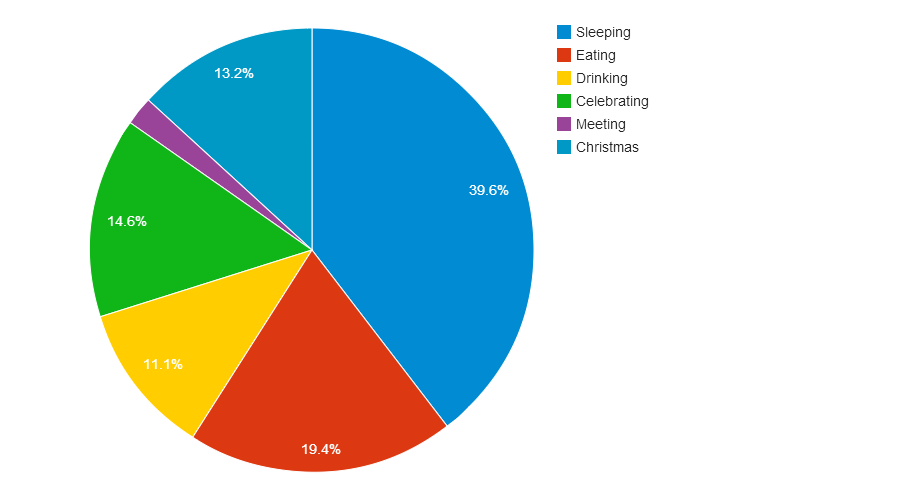 Sleeping
Eating
Drinking
Celebrating
Meeting
Christmas
13.2%
39.6%
14.6%
11.1%
19.4%